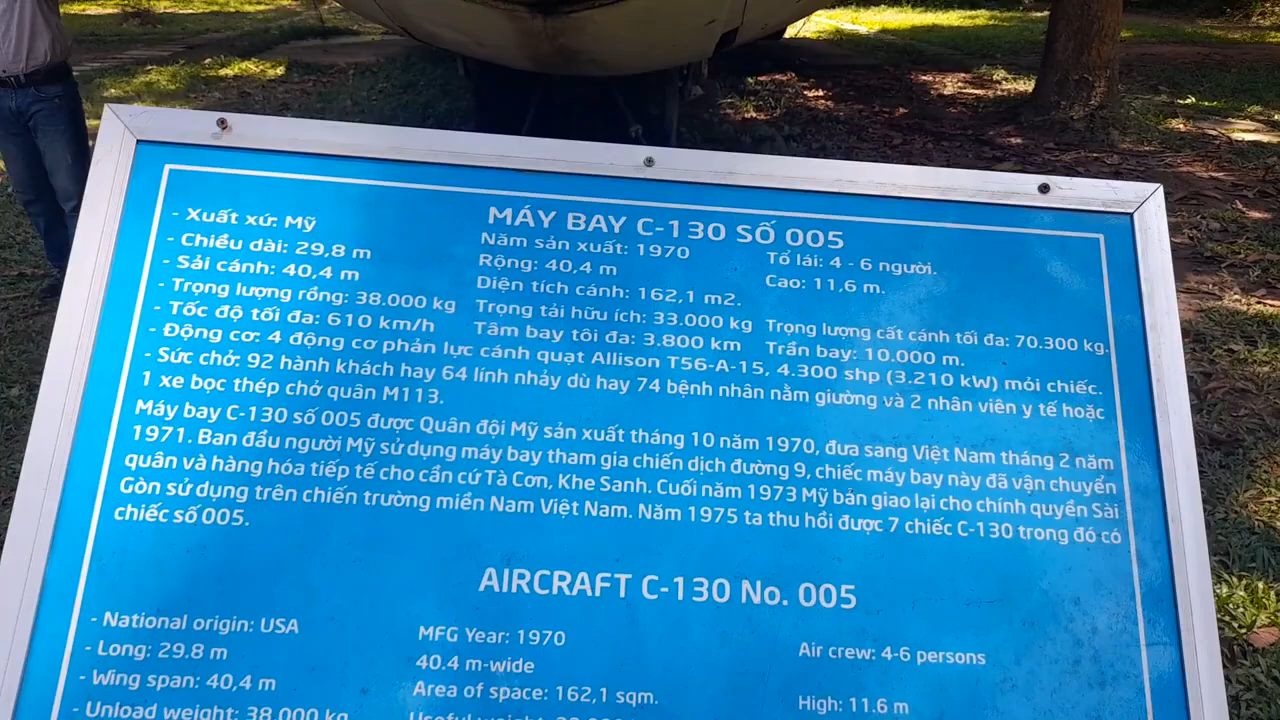 MÁY BAY C-130 SỐ 005
- Xuất xứ: Mỹ Năm sản xuất: 1970 Tổ lái: 4 - 6 người.
- Chiều dài: 29,8 m Rộng: 40,4 m Cao: 11,6 m.
- Sải cánh: 40,4 m Diện tích cánh: 162,1 m2.
- Trọng lượng rỗng: 38.000 kg Trọng tải hữu ích: 33.000 kg Trọng lượng cất cánh tối đa: 70.300 kg.
- Tốc độ tối đa: 610 km/h Tầm bay tôi đa: 3.800 km Trần bay: 10.000 m.
- Động cơ: 4 động cơ phản lực cánh quạt Allison T56-A-15, 4.300 shp (3.210 kW) mỏi chiếc.
- Sức chở: 92 hành khách hay 64 lính nhảy dù hay 74 bệnh nhân nằm giường và 2 nhân viên y tế hoặc
1 xe bọc thép chở quân M113.
Máy bay C-130 số 005 được Quân đội Mỹ sản xuất tháng 10 năm 1970, đưa sang Việt Nam tháng 2 năm
1971. Ban đầu người Mỹ sử dụng máy bay tham gia chiến dịch đường 9, chiếc máy bay này đã vận chuyển
quân và hàng hóa tiếp tế cho cần cứ Tà Cơn, Khe Sanh. Cuối năm 1973 Mỹ bản giao lại cho chính quyền Sài
Gòn sử dụng trên chiến trường miền Nam Việt Nam. Năm 1975 ta thu hồi được 7 chiếc C-130 trong đó có
chiếc số 005.
AIRCRAFT C-130 No. 005
- National origin: USA MFG Year: 1970 Air crew: 4-6 persons
- Long: 29.8 m 40.4 m-wide
- Wing span: 40,4 m Area of space: 162,1 sqm. High: 11.6 m
- Unload weight: 38.000 kg Useful weight: